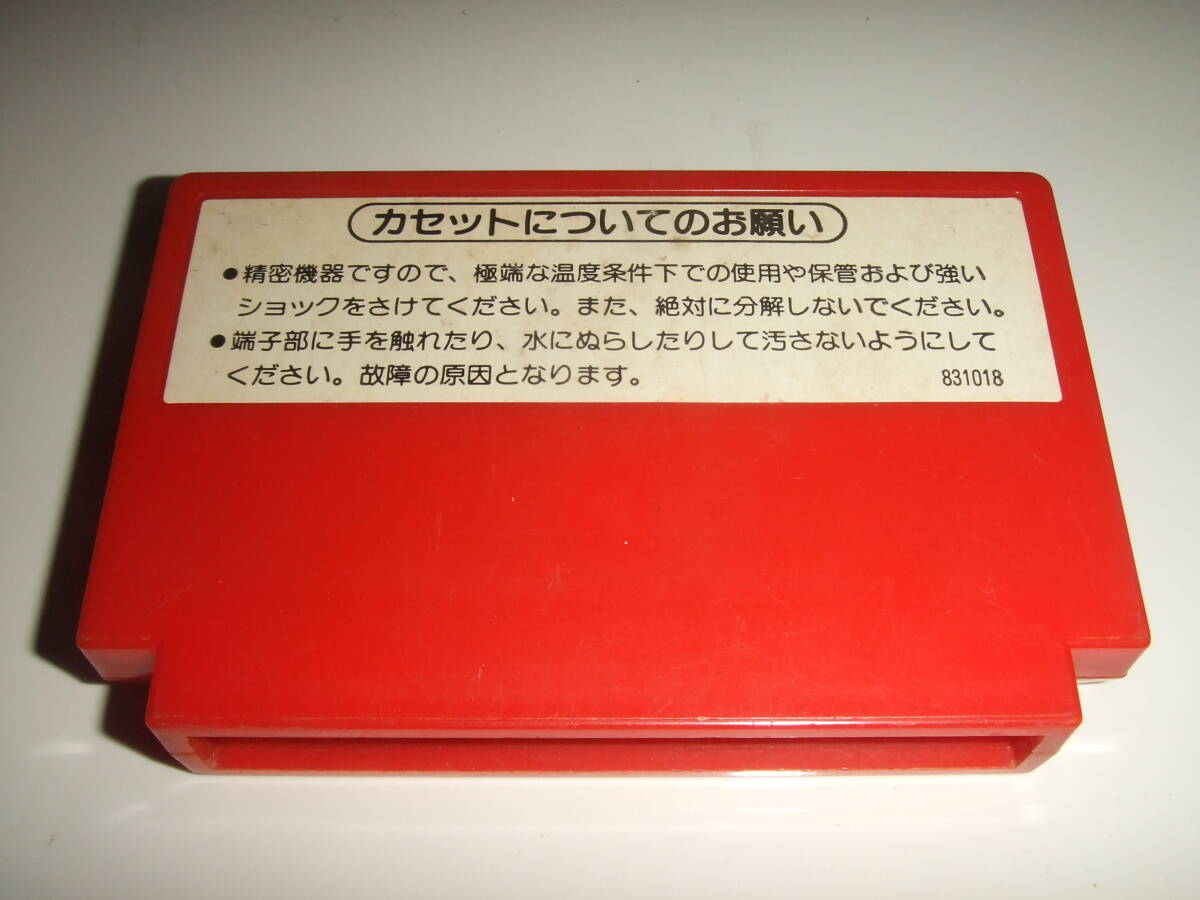 カセットについてのお願い
●精密機器ですので、極端な温度条件下での使用や保管および強い
ショックをさけてください。また、絶対に分解しないでください。
●端子部に手を触れたり、水にぬらしたりして汚さないようにして
ください。故障の原因となります。 831018